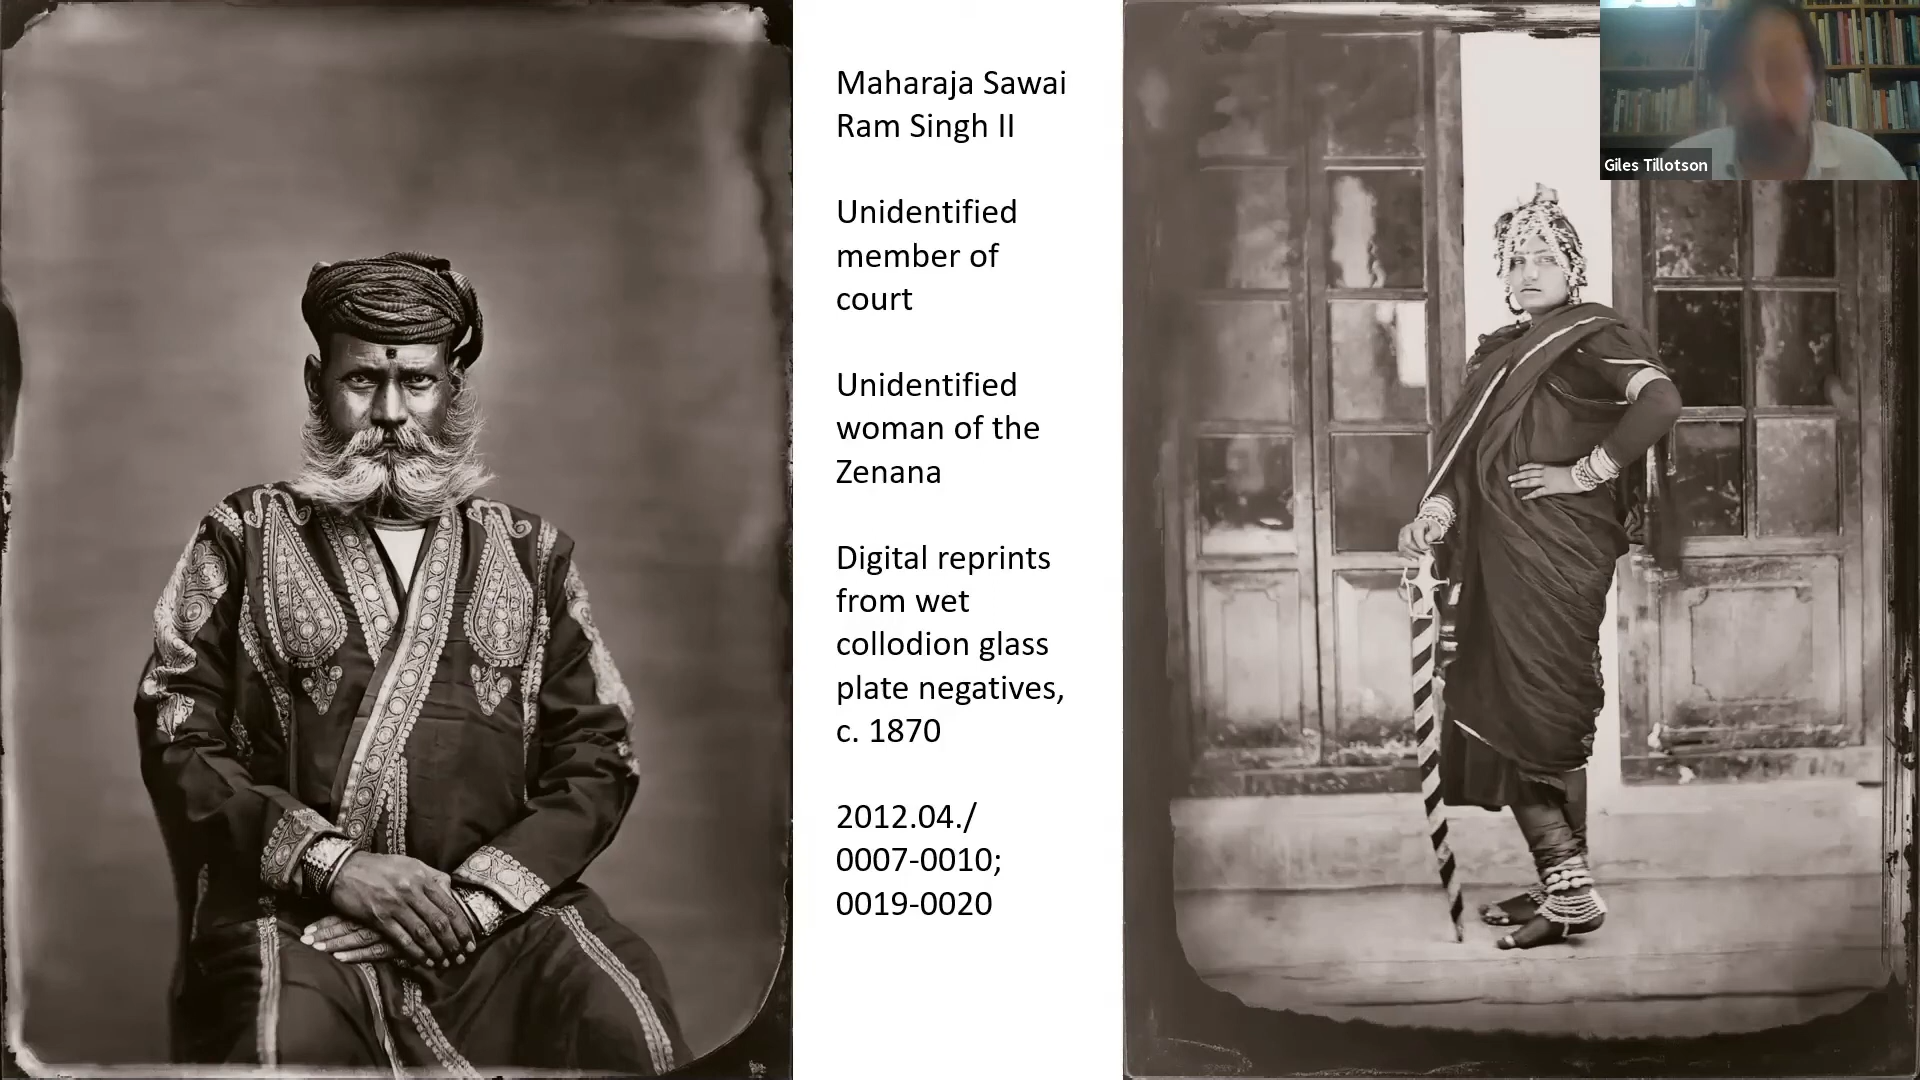 Maharaja Sawai
Ram Singh II
Unidentified
member of
court
Unidentified
woman of the
Zenana
Digital reprints
from wet
collodion glass
plate negatives,
c. 1870
2012.04./
0007-0010;
0019-0020
Giles Tillotson